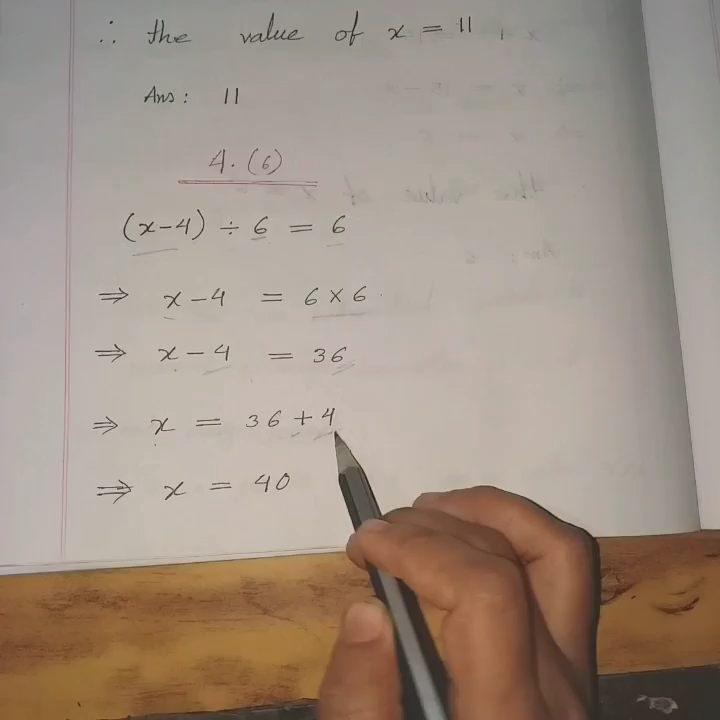 ∴ the value of x = 11
Ans: 11
4. (6)
(x-4) ÷ 6 = 6
⇒ x - 4 = 6 × 6
⇒ x - 4 = 36
⇒ x = 36 + 4
⇒ x = 40